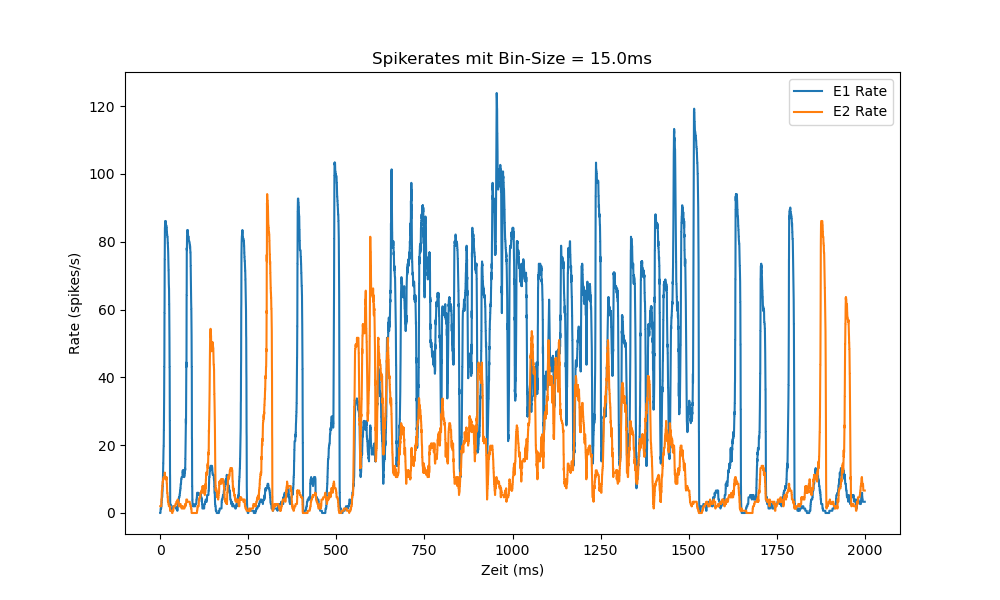 Spikerates mit Bin-Size = 15.0ms
E1 Rate
E2 Rate
120
100
80
60
40
20
0
Rate (spikes/s)
0 250 500 750 1000 1250 1500 1750 2000
Zeit (ms)